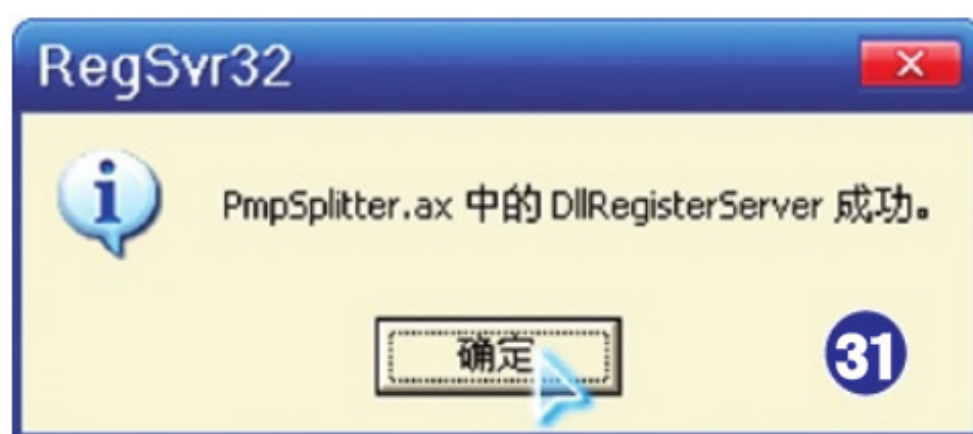 RegSvr32
PmpSplitter.ax 中的 DllRegisterServer 成功。
确定
31